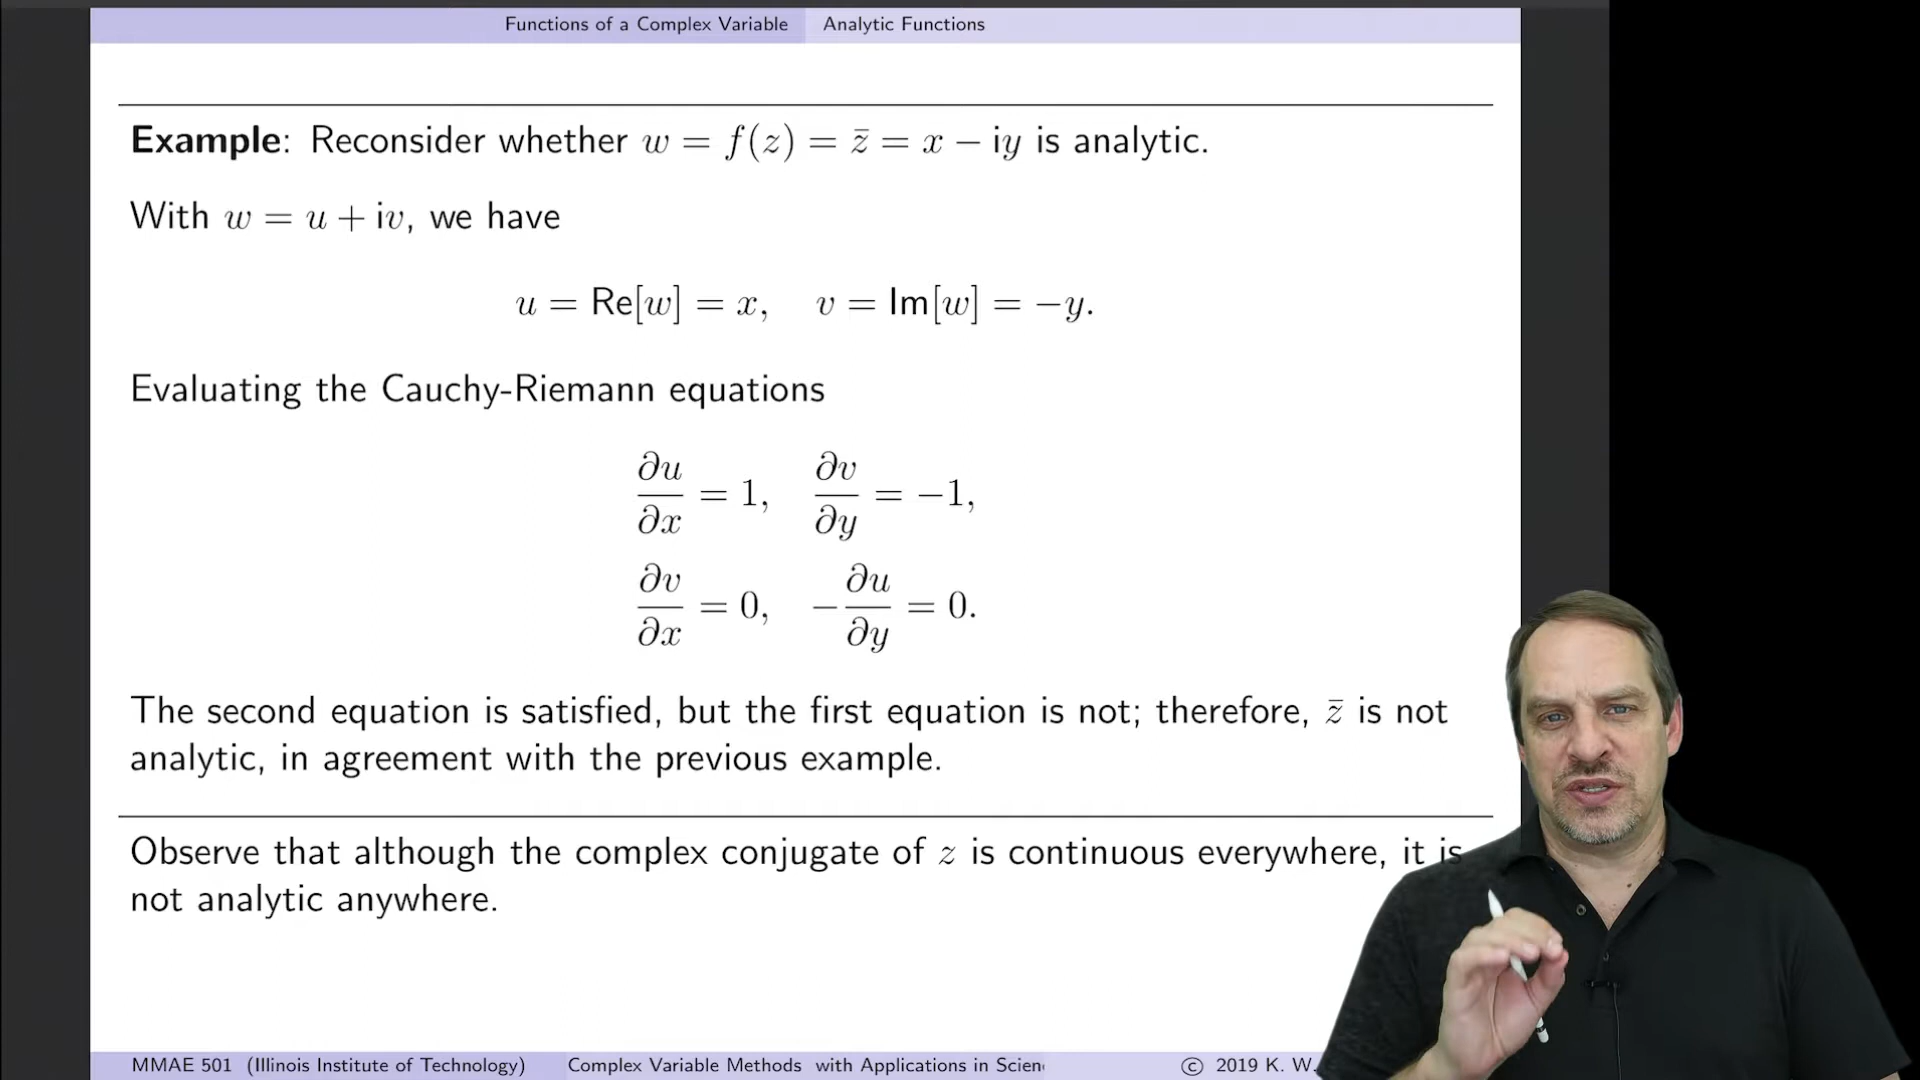 Functions of a Complex Variable Analytic Functions
Example: Reconsider whether w = f(z) = z̄ = x − iy is analytic.
With w = u + iv, we have
u = Re[w] = x, v = Im[w] = −y.
Evaluating the Cauchy-Riemann equations
∂u/∂x = 1, ∂v/∂y = −1,
∂v/∂x = 0, −∂u/∂y = 0.
The second equation is satisfied, but the first equation is not; therefore, z̄ is not
analytic, in agreement with the previous example.
Observe that although the complex conjugate of z is continuous everywhere, it is
not analytic anywhere.
MMAE 501 (Illinois Institute of Technology) Complex Variable Methods with Applications in Scien © 2019 K. W.